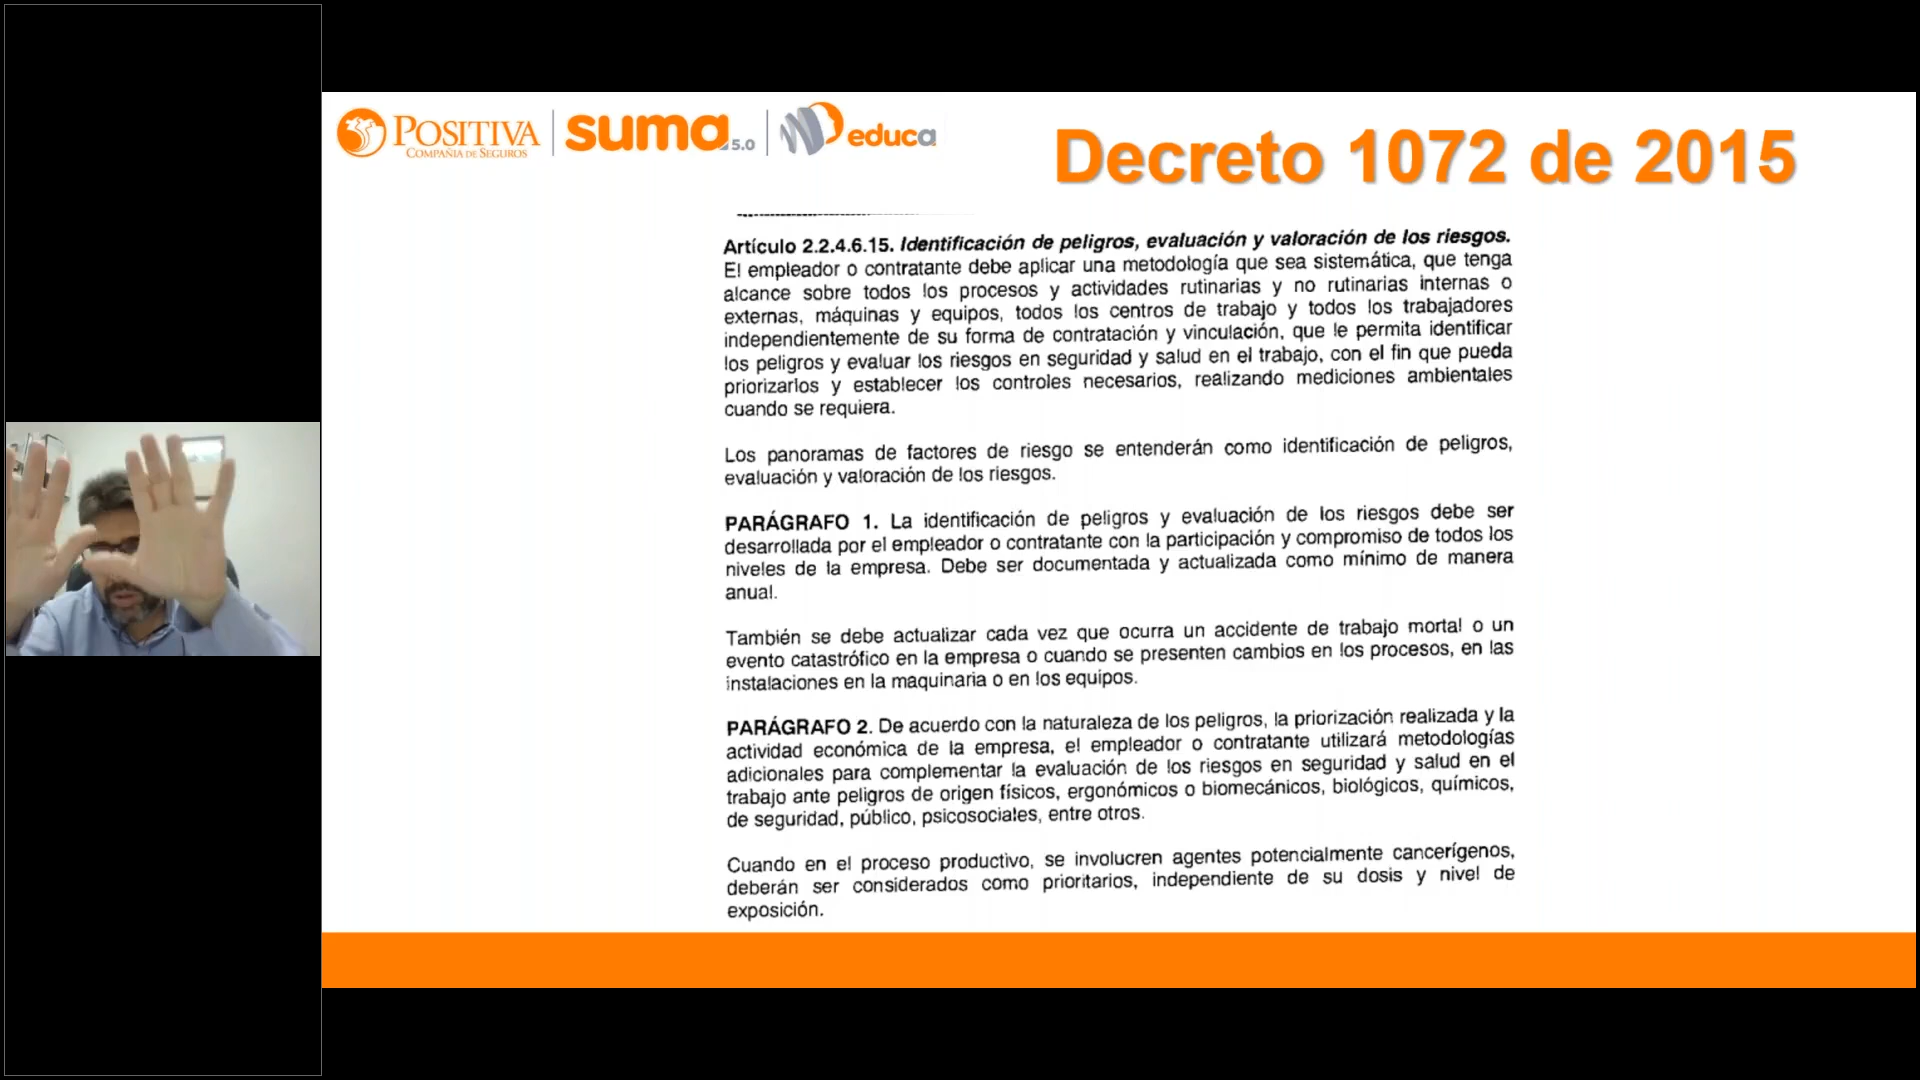 POSITIVA
COMPAÑIA DE SEGUROS
suma 5.0
educa
Decreto 1072 de 2015
Artículo 2.2.4.6.15. Identificación de peligros, evaluación y valoración de los riesgos.
El empleador o contratante debe aplicar una metodología que sea sistemática, que tenga
alcance sobre todos los procesos y actividades rutinarias y no rutinarias internas o
externas, máquinas y equipos, todos los centros de trabajo y todos los trabajadores
independientemente de su forma de contratación y vinculación, que le permita identificar
los peligros y evaluar los riesgos en seguridad y salud en el trabajo, con el fin que pueda
priorizarlos y establecer los controles necesarios, realizando mediciones ambientales
cuando se requiera.
Los panoramas de factores de riesgo se entenderán como identificación de peligros,
evaluación y valoración de los riesgos.
PARÁGRAFO 1. La identificación de peligros y evaluación de los riesgos debe ser
desarrollada por el empleador o contratante con la participación y compromiso de todos los
niveles de la empresa. Debe ser documentada y actualizada como mínimo de manera
anual.
También se debe actualizar cada vez que ocurra un accidente de trabajo mortal o un
evento catastrófico en la empresa o cuando se presenten cambios en los procesos, en las
instalaciones en la maquinaria o en los equipos.
PARÁGRAFO 2. De acuerdo con la naturaleza de los peligros, la priorización realizada y la
actividad económica de la empresa, el empleador o contratante utilizará metodologías
adicionales para complementar la evaluación de los riesgos en seguridad y salud en el
trabajo ante peligros de origen físicos, ergonómicos o biomecánicos, biológicos, químicos,
de seguridad, público, psicosociales, entre otros.
Cuando en el proceso productivo, se involucren agentes potencialmente cancerígenos,
deberán ser considerados como prioritarios, independiente de su dosis y nivel de
exposición.